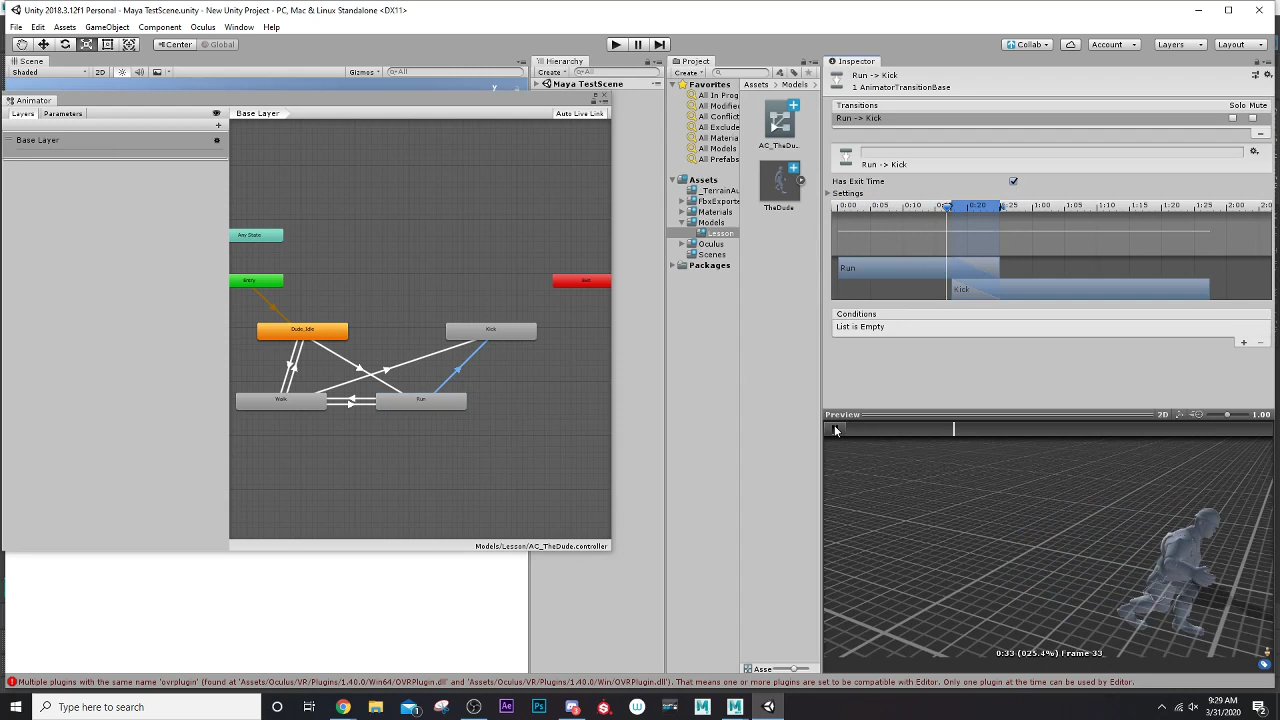 Unity 2018.3.12f1 Personal - Maya TestScene.unity - New Unity Project - PC, Mac & Linux Standalone <DX11>
File Edit Assets GameObject Component Oculus Window Help
Center Global
Collab Account Layers Layout
Scene
Shaded 2D Gizmos All
y
Animator
Layers Parameters
Base Layer
Auto Live Link
Base Layer
Any State
Entry
Exit
Dude_Idle
Kick
Walk
Run
Models/Lesson/AC_TheDude.controller
Hierarchy
Create All
Maya TestScene
Project
Create
Favorites
All In Prog
All Modifie
All Conflict
All Exclude
All Materia
All Models
All Prefabs
Assets
_TerrainAu
FbxExporte
Materials
Models
Lesson
Oculus
Scenes
Packages
Assets Models
AC_TheDu...
TheDude
Asse
Inspector
Run -> Kick
1 AnimatorTransitionBase
Transitions Solo Mute
Run -> Kick
Run -> Kick
Has Exit Time
Settings
0:00 0:05 0:10 0:20 1:00 1:05 1:10 1:15 1:20 1:25 2:0
Run
Kick
Conditions
List is Empty
Preview 2D 1.00
0:33 (025.4%) Frame 33
Multiple plugins with the same name 'ovrplugin' (found at 'Assets/Oculus/VR/Plugins/1.40.0/Win64/OVRPlugin.dll' and 'Assets/Oculus/VR/Plugins/1.40.0/Win/OVRPlugin.dll'). That means one or more plugins are set to be compatible with Editor. Only one plugin at the time can be used by Editor.
Type here to search
Ae Ps
9:29 AM
3/31/2020